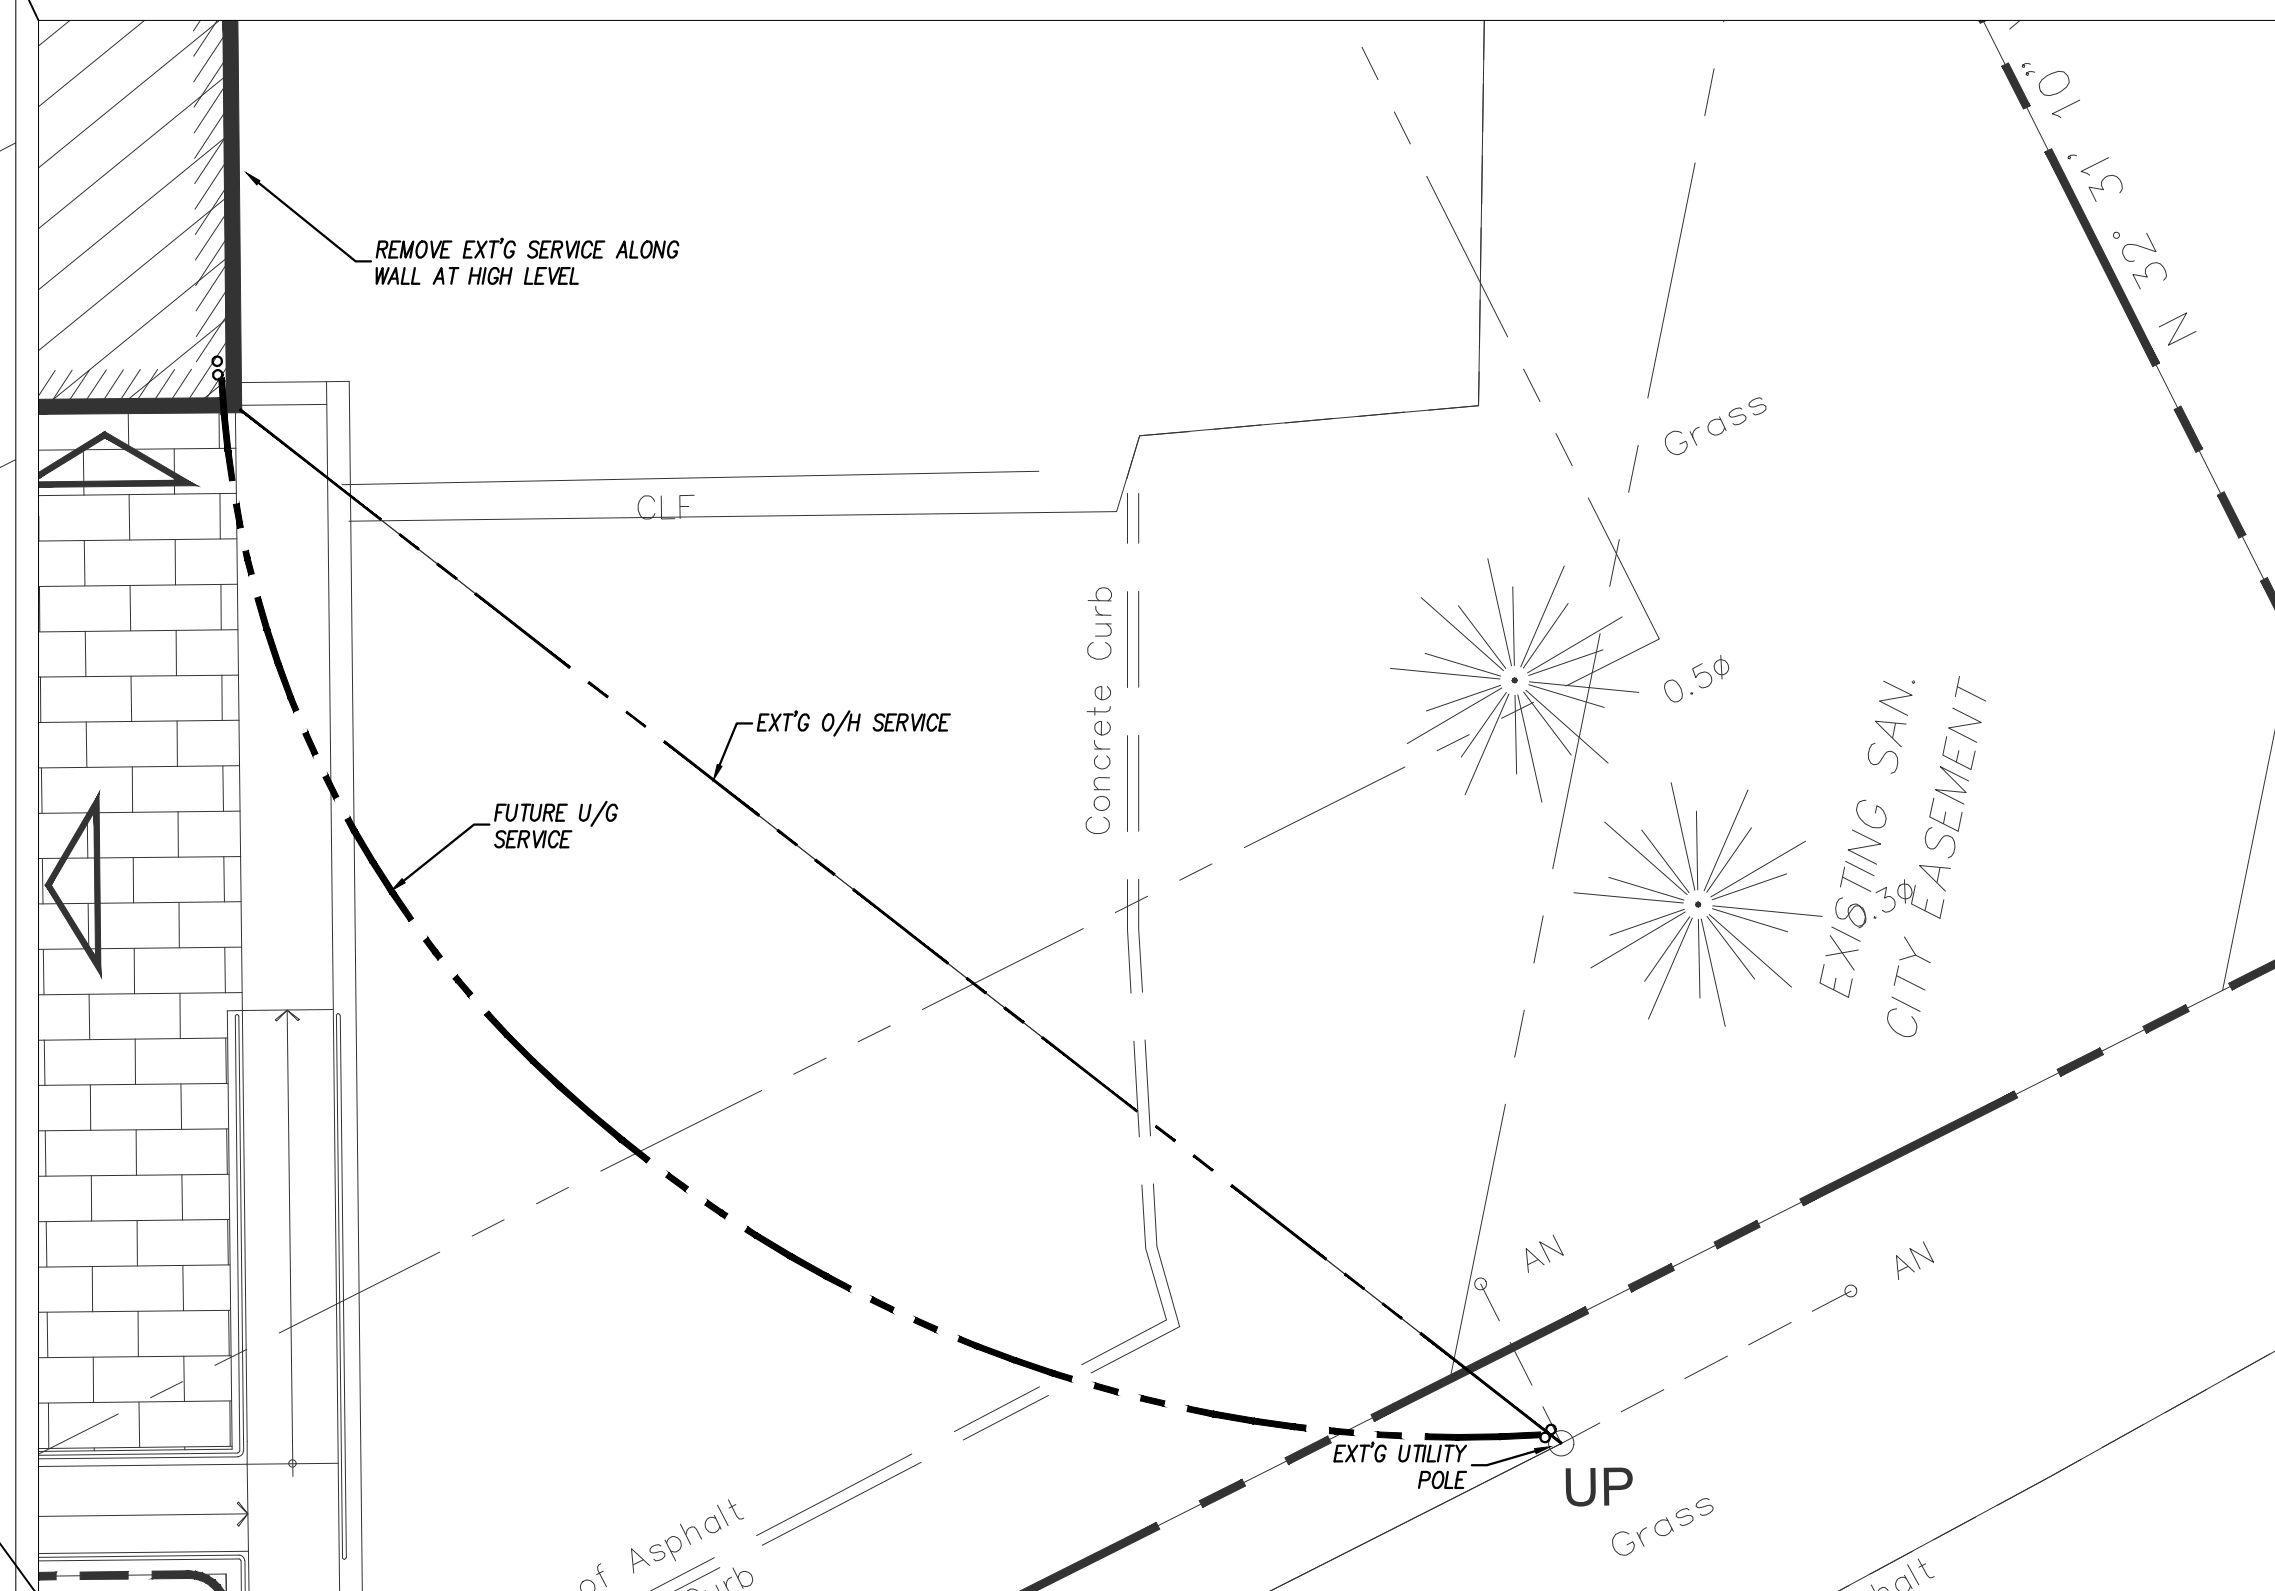 10"
31'
32°
N
REMOVE EXT'G SERVICE ALONG
WALL AT HIGH LEVEL
Grass
CLF
Concrete Curb
0.5ø
EXISTING SAN.
CITY EASEMENT
0.3ø
EXT'G O/H SERVICE
FUTURE U/G
SERVICE
AN
AN
EXT'G UTILITY
POLE
UP
Grass
of Asphalt